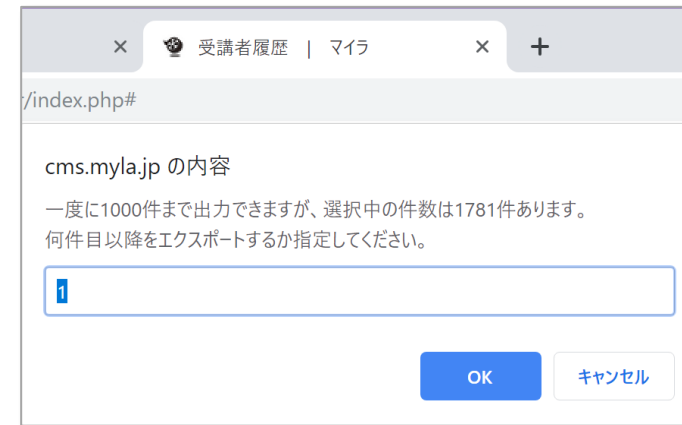 受講者履歴 | マイラ
/index.php#
cms.myla.jp の内容
一度に1000件まで出力できますが、選択中の件数は1781件あります。
何件目以降をエクスポートするか指定してください。
1
OK キャンセル